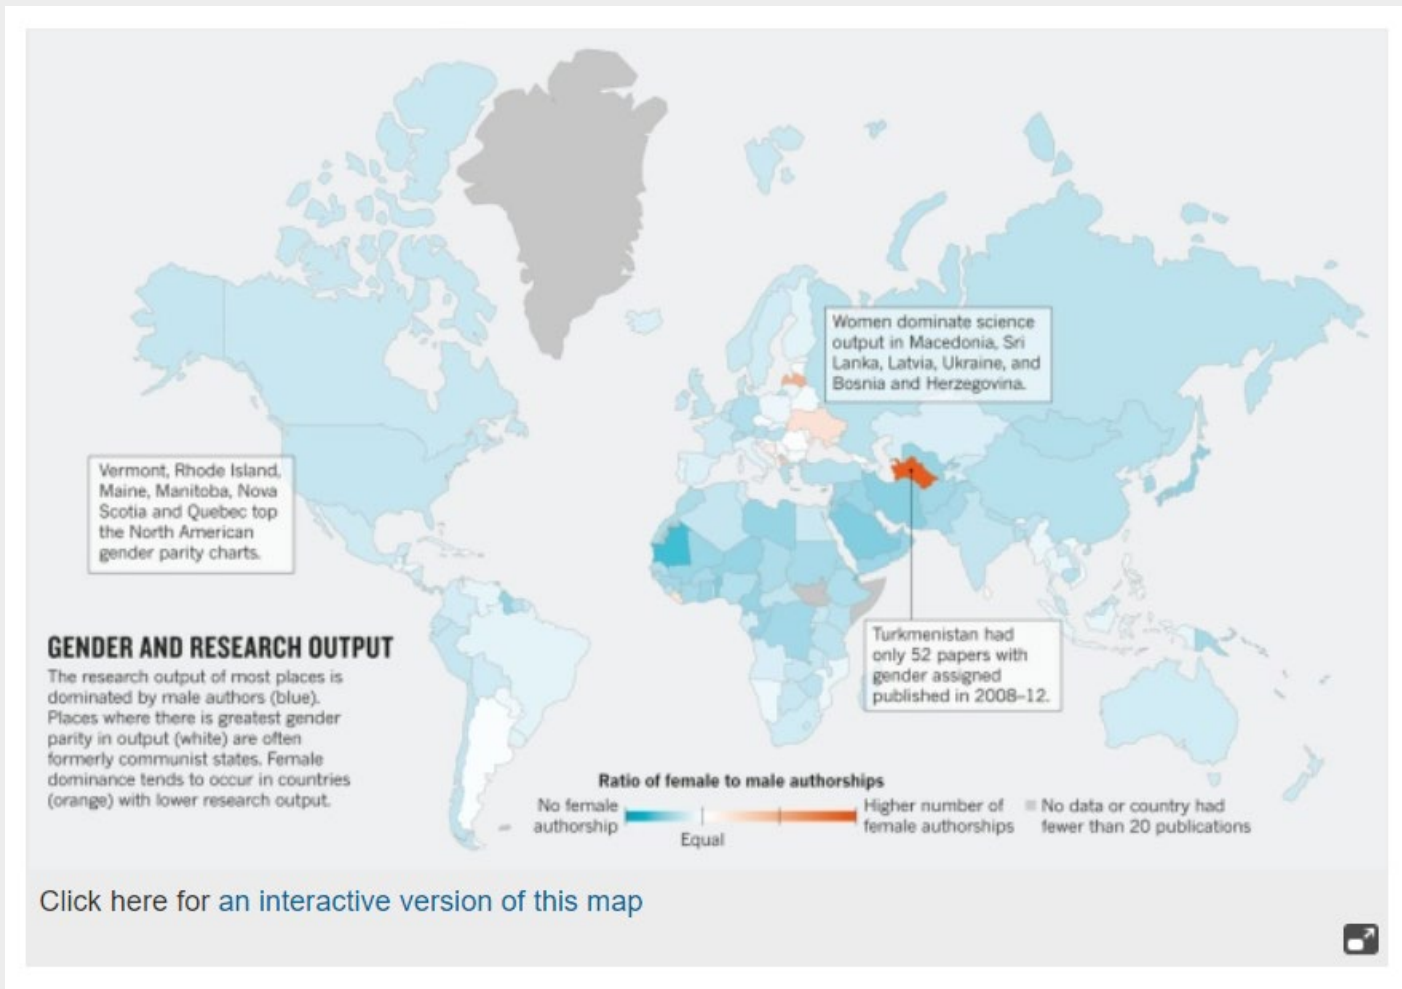 Women dominate science
output in Macedonia, Sri
Lanka, Latvia, Ukraine, and
Bosnia and Herzegovina.
Vermont, Rhode Island,
Maine, Manitoba, Nova
Scotia and Quebec top
the North American
gender parity charts.
Turkmenistan had
only 52 papers with
gender assigned
published in 2008–12.
GENDER AND RESEARCH OUTPUT
The research output of most places is
dominated by male authors (blue).
Places where there is greatest gender
parity in output (white) are often
formerly communist states. Female
dominance tends to occur in countries
(orange) with lower research output.
Ratio of female to male authorships
No female
authorship
Equal
Higher number of
female authorships
No data or country had
fewer than 20 publications
Click here for an interactive version of this map